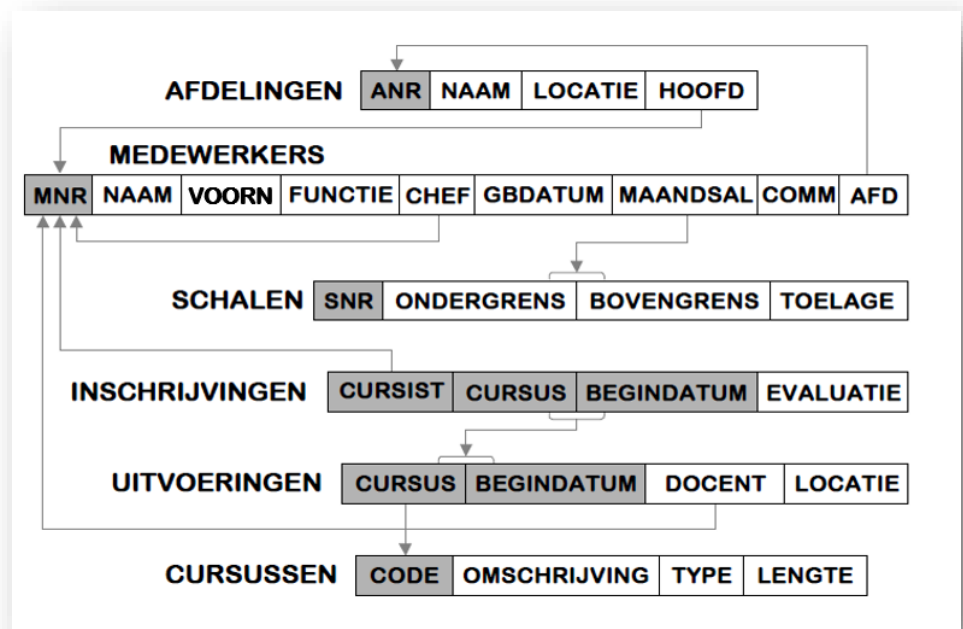 AFDELINGEN ANR NAAM LOCATIE HOOFD
MEDEWERKERS
MNR NAAM VOORN FUNCTIE CHEF GBDATUM MAANDSAL COMM AFD
SCHALEN SNR ONDERGRENS BOVENGRENS TOELAGE
INSCHRIJVINGEN CURSIST CURSUS BEGINDATUM EVALUATIE
UITVOERINGEN CURSUS BEGINDATUM DOCENT LOCATIE
CURSUSSEN CODE OMSCHRIJVING TYPE LENGTE